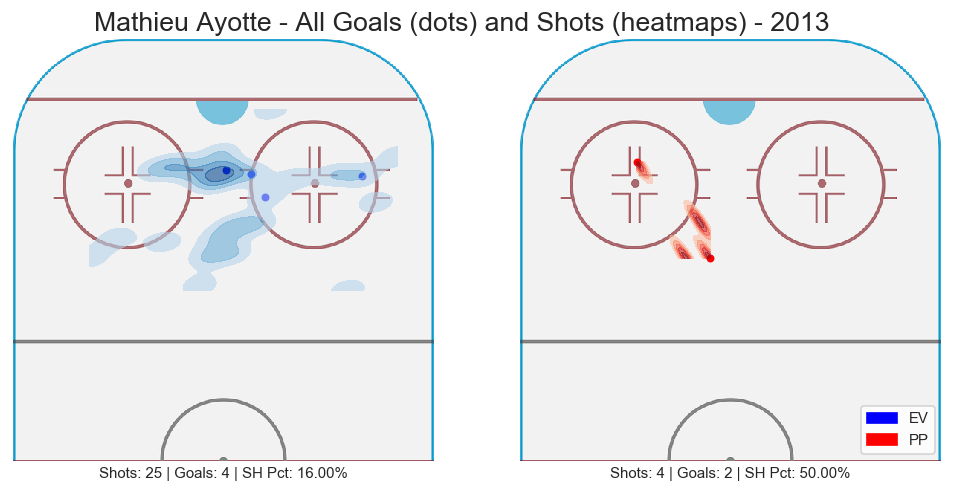 Mathieu Ayotte - All Goals (dots) and Shots (heatmaps) - 2013
EV
PP
Shots: 25 | Goals: 4 | SH Pct: 16.00%
Shots: 4 | Goals: 2 | SH Pct: 50.00%